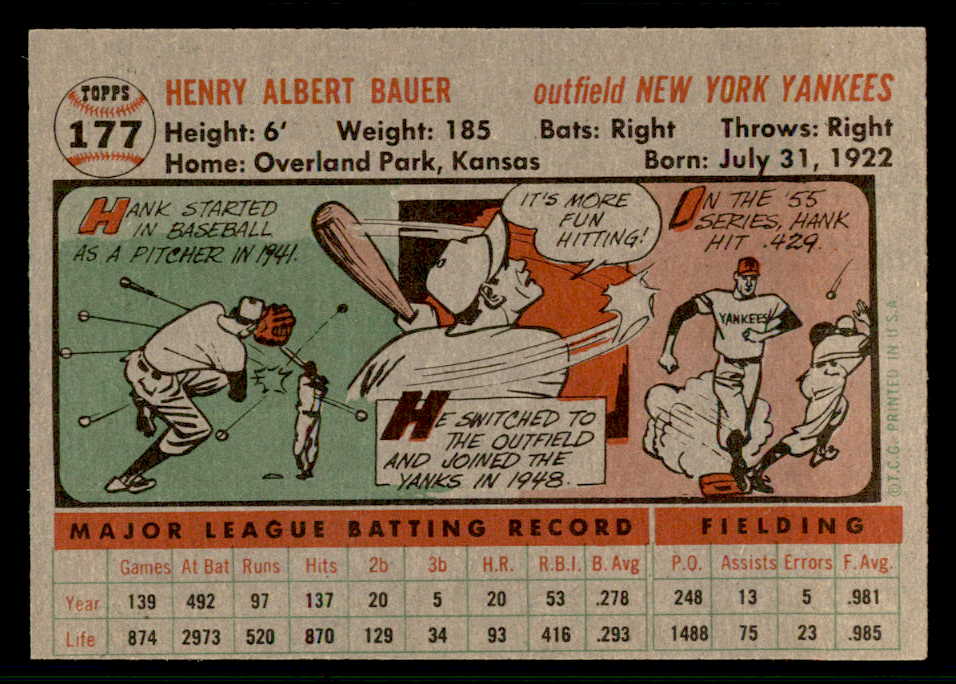 TOPPS
177
HENRY ALBERT BAUER outfield NEW YORK YANKEES
Height: 6' Weight: 185 Bats: Right Throws: Right
Home: Overland Park, Kansas Born: July 31, 1922
HANK STARTED
IN BASEBALL
AS A PITCHER IN 1941.
IT'S MORE
FUN
HITTING!
HE SWITCHED TO
THE OUTFIELD
AND JOINED THE
YANKS IN 1948.
IN THE '55
SERIES, HANK
HIT .429.
YANKEES
©T.C.G. PRINTED IN U.S.A.
MAJOR LEAGUE BATTING RECORD FIELDING
Games At Bat Runs Hits 2b 3b H.R. R.B.I. B. Avg P.O. Assists Errors F. Avg.
Year 139 492 97 137 20 5 20 53 .278 248 13 5 .981
Life 874 2973 520 870 129 34 93 416 .293 1488 75 23 .985